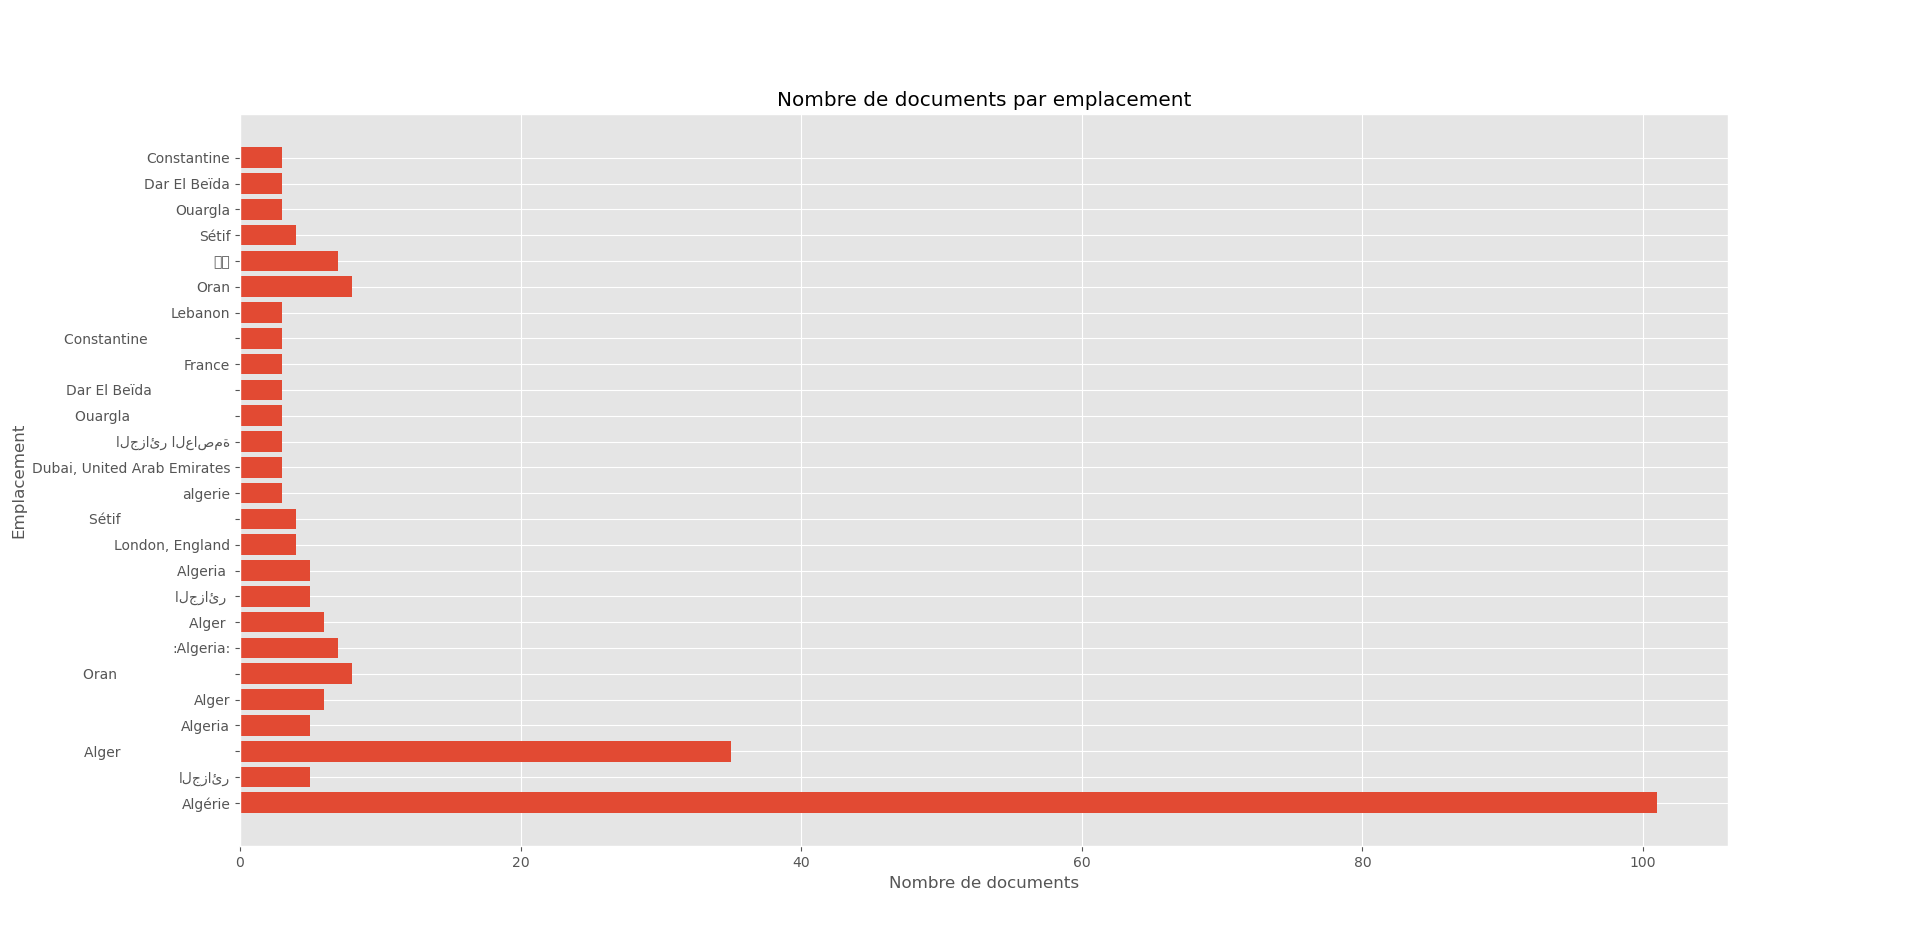 Nombre de documents par emplacement
Constantine
Dar El Beïda
Ouargla
Sétif
Oran
Lebanon
Constantine
France
Dar El Beïda
Ouargla
الجزائر العاصمة
Dubai, United Arab Emirates
algerie
Sétif
London, England
Algeria
الجزائر
Alger
:Algeria:
Oran
Alger
Algeria
Alger
الجزائر
Algérie
Emplacement
0 20 40 60 80 100
Nombre de documents